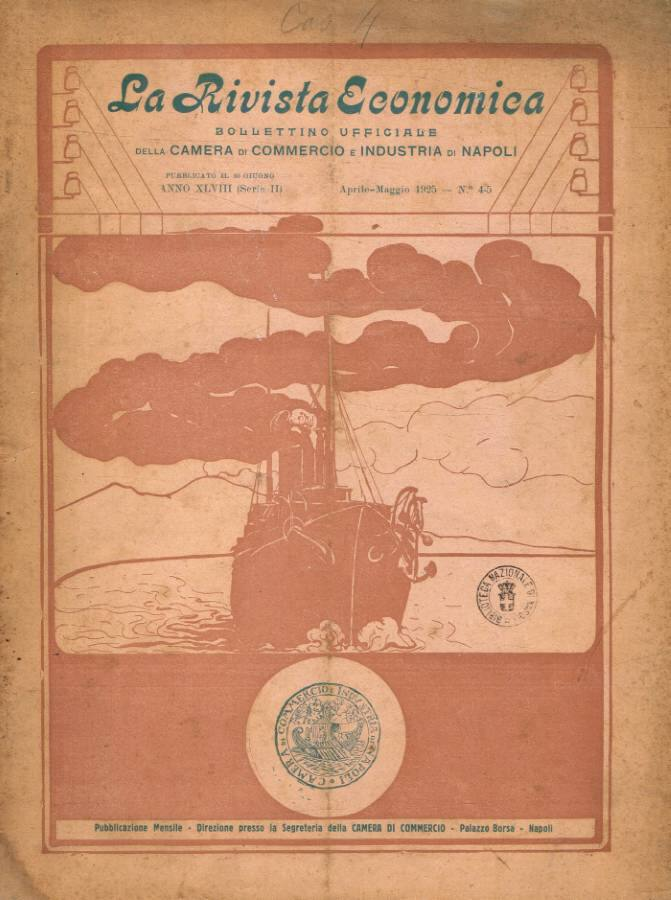 Cas 4
La Rivista Economica
BOLLETTINO UFFICIALE
DELLA CAMERA DI COMMERCIO E INDUSTRIA DI NAPOLI
PUBBLICATO IL 30 GIUGNO
ANNO XLVIII (Serie II)
Aprile-Maggio 1925 — N.° 4-5
BIBLIOTECA NAZIONALE DI NAPOLI
CAMERA DI COMMERCIO E INDUSTRIA DI NAPOLI
Pubblicazione Mensile - Direzione presso la Segreteria della CAMERA DI COMMERCIO - Palazzo Borsa - Napoli